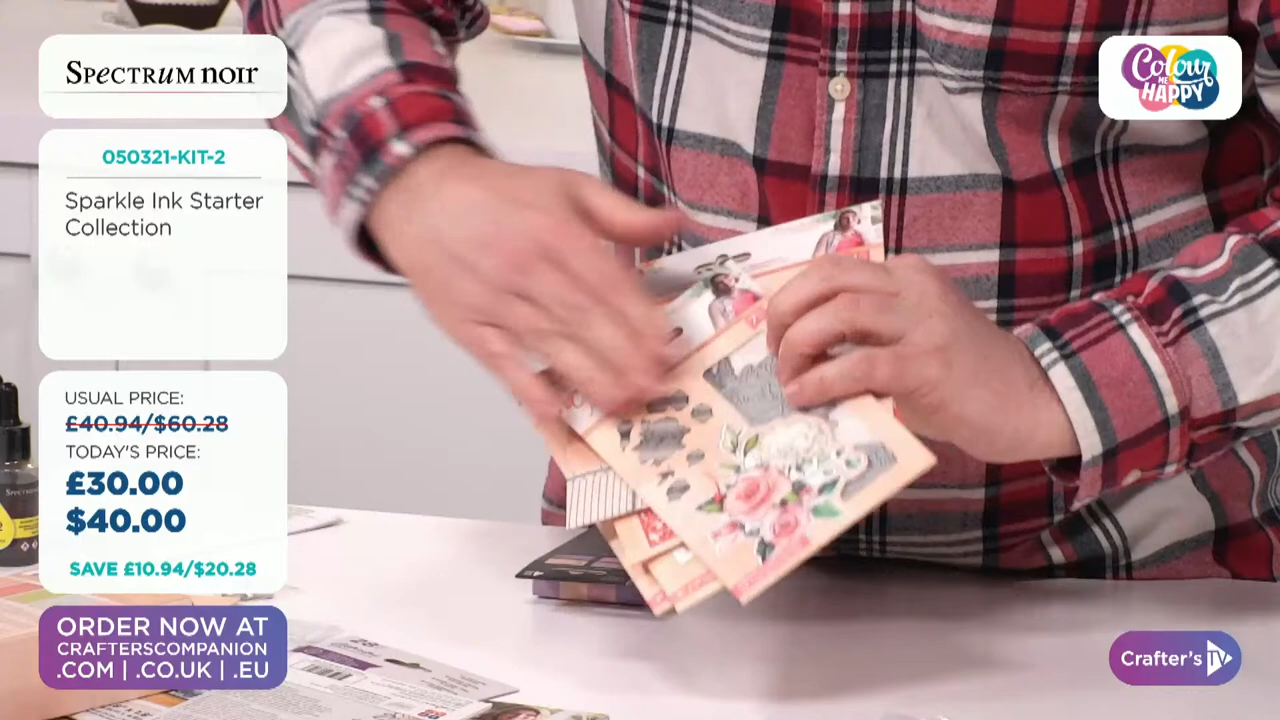 SPECTRUM noir
050321-KIT-2
Sparkle Ink Starter
Collection
USUAL PRICE:
£40.94/$60.28
TODAY'S PRICE:
£30.00
$40.00
SAVE £10.94/$20.28
ORDER NOW AT
CRAFTERSCOMPANION
.COM | .CO.UK | .EU
Colour
ME
HAPPY
Crafter's TV